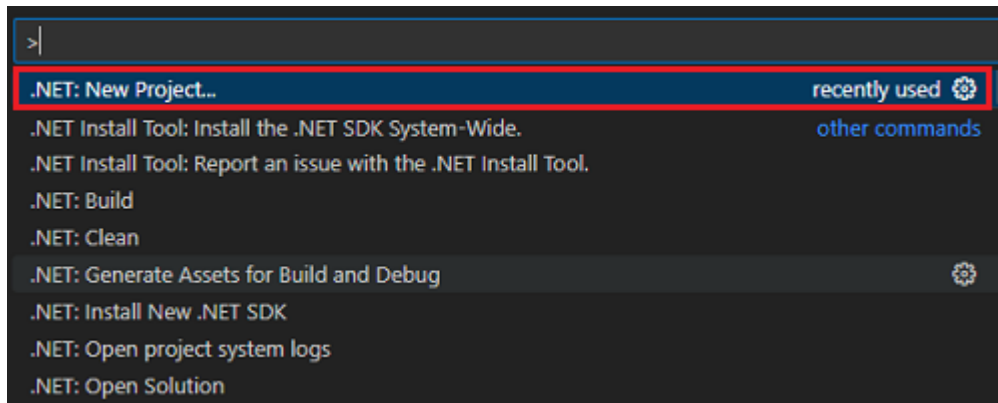 >
.NET: New Project... recently used
.NET Install Tool: Install the .NET SDK System-Wide. other commands
.NET Install Tool: Report an issue with the .NET Install Tool.
.NET: Build
.NET: Clean
.NET: Generate Assets for Build and Debug
.NET: Install New .NET SDK
.NET: Open project system logs
.NET: Open Solution